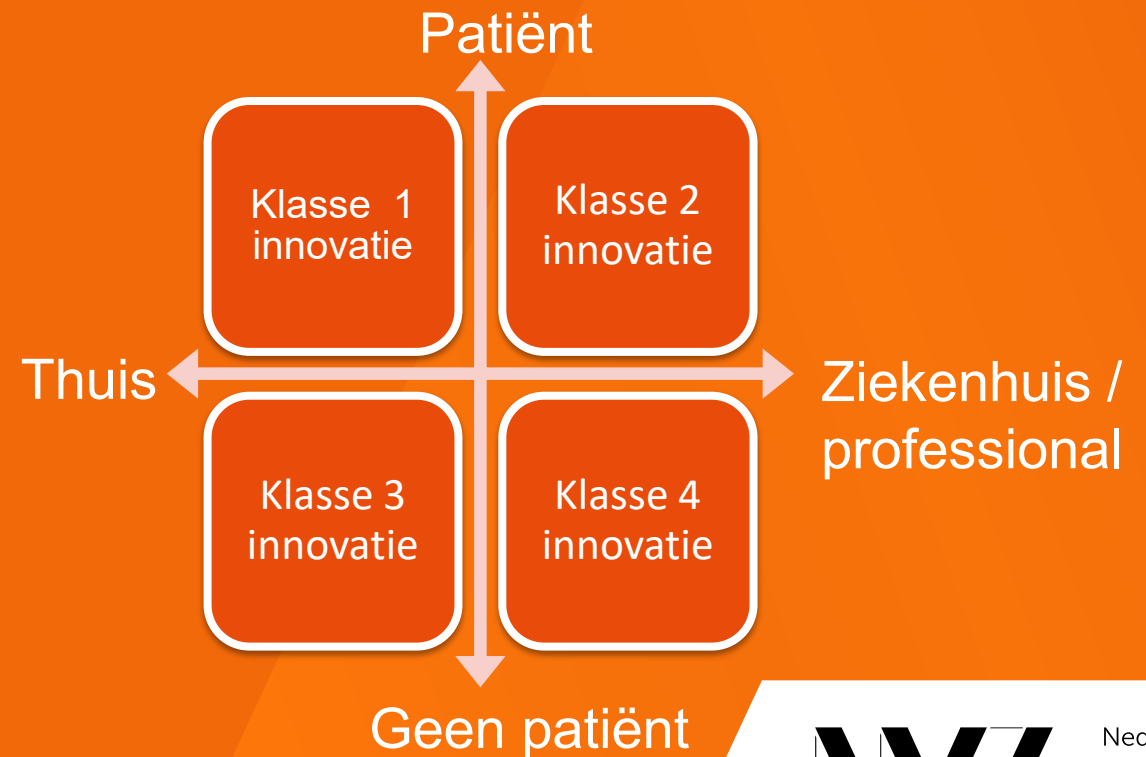 Patiënt
Klasse 1
innovatie
Klasse 2
innovatie
Thuis
Ziekenhuis /
professional
Klasse 3
innovatie
Klasse 4
innovatie
Geen patiënt